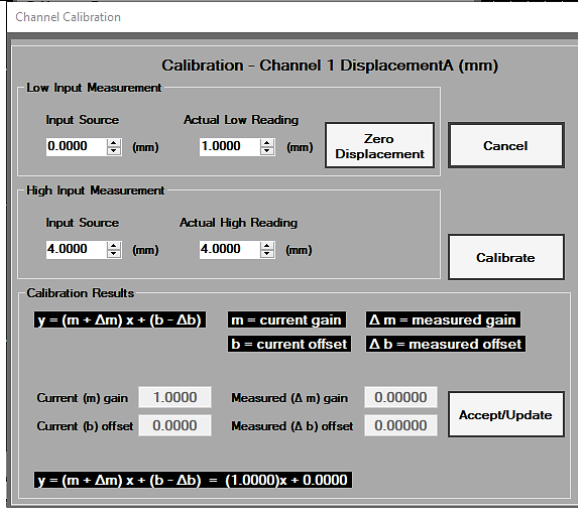 Channel Calibration
Calibration - Channel 1 DisplacementA (mm)
Low Input Measurement
Input Source Actual Low Reading
0.0000 (mm) 1.0000 (mm) Zero Displacement Cancel
High Input Measurement
Input Source Actual High Reading
4.0000 (mm) 4.0000 (mm) Calibrate
Calibration Results
y = (m + Δm) x + (b - Δb) m = current gain Δ m = measured gain
b = current offset Δ b = measured offset
Current (m) gain 1.0000 Measured (Δ m) gain 0.00000
Accept/Update
Current (b) offset 0.0000 Measured (Δ b) offset 0.00000
y = (m + Δm) x + (b - Δb) = (1.0000)x + 0.0000